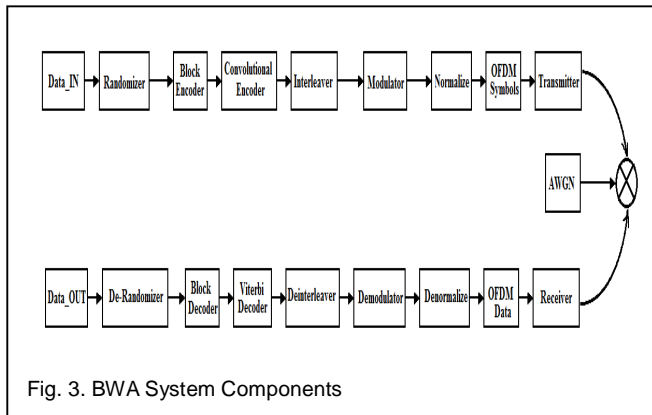 Data_IN
Randomizer
Block
Encoder
Convolutional
Encoder
Interleaver
Modulator
Normalize
OFDM
Symbols
Transmitter
AWGN
Data_OUT
De-Randomizer
Block
Decoder
Viterbi
Decoder
Deinterleaver
Demodulator
Denormalize
OFDM
Data
Receiver
Fig. 3. BWA System Components